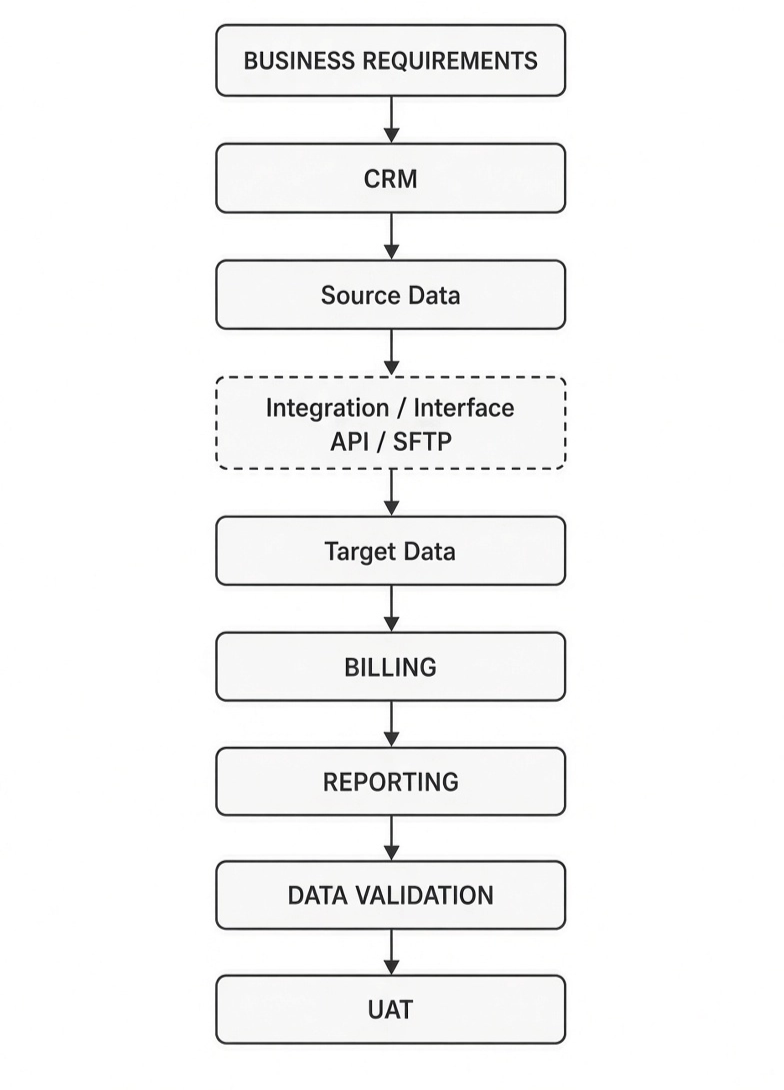 BUSINESS REQUIREMENTS
CRM
Source Data
Integration / Interface
API / SFTP
Target Data
BILLING
REPORTING
DATA VALIDATION
UAT